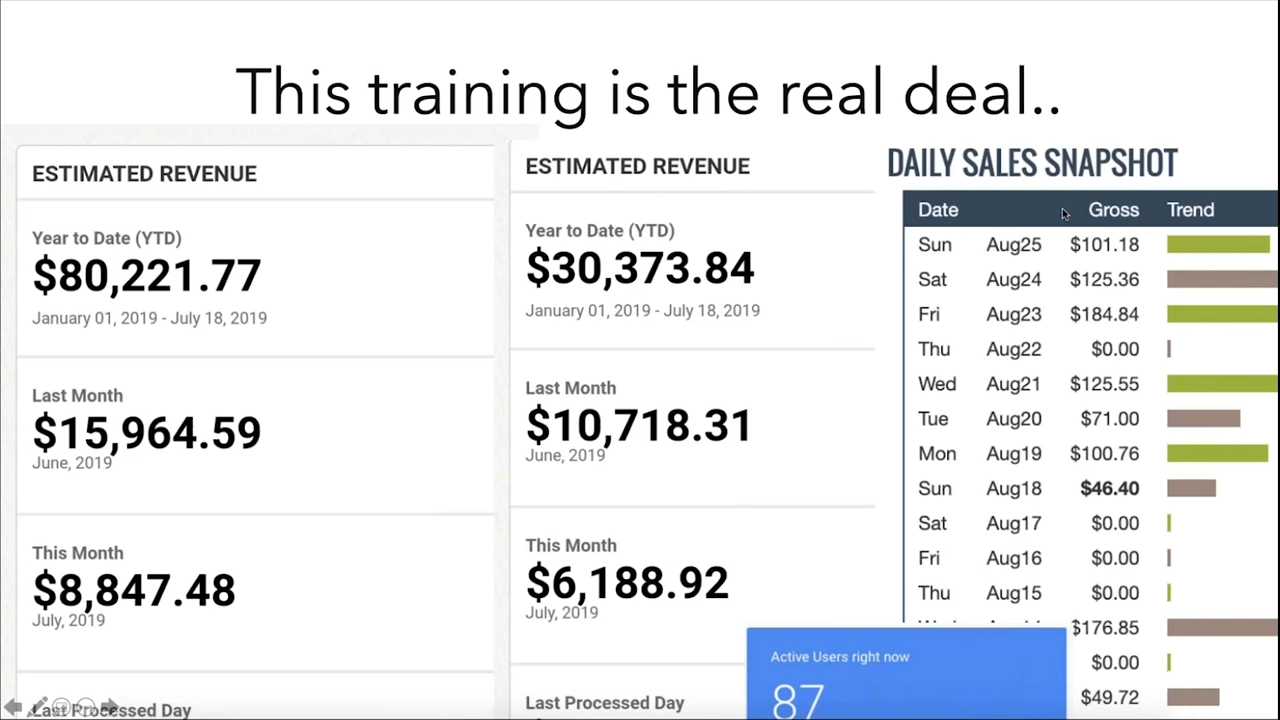 This training is the real deal..
ESTIMATED REVENUE
Year to Date (YTD)
$80,221.77
January 01, 2019 - July 18, 2019
Last Month
$15,964.59
June, 2019
This Month
$8,847.48
July, 2019
Last Processed Day
ESTIMATED REVENUE
Year to Date (YTD)
$30,373.84
January 01, 2019 - July 18, 2019
Last Month
$10,718.31
June, 2019
This Month
$6,188.92
July, 2019
Last Processed Day
DAILY SALES SNAPSHOT
Date Gross Trend
Sun Aug25 $101.18
Sat Aug24 $125.36
Fri Aug23 $184.84
Thu Aug22 $0.00
Wed Aug21 $125.55
Tue Aug20 $71.00
Mon Aug19 $100.76
Sun Aug18 $46.40
Sat Aug17 $0.00
Fri Aug16 $0.00
Thu Aug15 $0.00
$176.85
$0.00
$49.72
Active Users right now
87